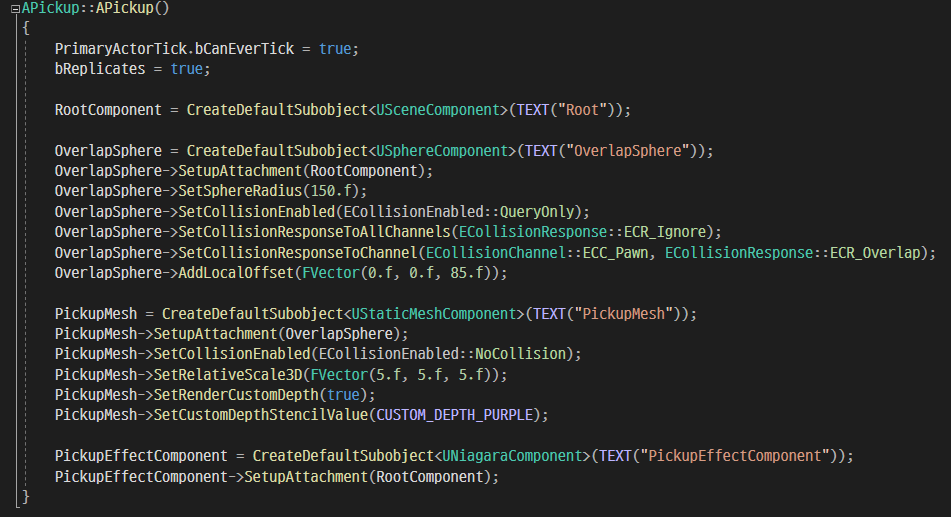 APickup::APickup()
{
    PrimaryActorTick.bCanEverTick = true;
    bReplicates = true;

    RootComponent = CreateDefaultSubobject<USceneComponent>(TEXT("Root"));

    OverlapSphere = CreateDefaultSubobject<USphereComponent>(TEXT("OverlapSphere"));
    OverlapSphere->SetupAttachment(RootComponent);
    OverlapSphere->SetSphereRadius(150.f);
    OverlapSphere->SetCollisionEnabled(ECollisionEnabled::QueryOnly);
    OverlapSphere->SetCollisionResponseToAllChannels(ECollisionResponse::ECR_Ignore);
    OverlapSphere->SetCollisionResponseToChannel(ECollisionChannel::ECC_Pawn, ECollisionResponse::ECR_Overlap);
    OverlapSphere->AddLocalOffset(FVector(0.f, 0.f, 85.f));

    PickupMesh = CreateDefaultSubobject<UStaticMeshComponent>(TEXT("PickupMesh"));
    PickupMesh->SetupAttachment(OverlapSphere);
    PickupMesh->SetCollisionEnabled(ECollisionEnabled::NoCollision);
    PickupMesh->SetRelativeScale3D(FVector(5.f, 5.f, 5.f));
    PickupMesh->SetRenderCustomDepth(true);
    PickupMesh->SetCustomDepthStencilValue(CUSTOM_DEPTH_PURPLE);

    PickupEffectComponent = CreateDefaultSubobject<UNiagaraComponent>(TEXT("PickupEffectComponent"));
    PickupEffectComponent->SetupAttachment(RootComponent);
}